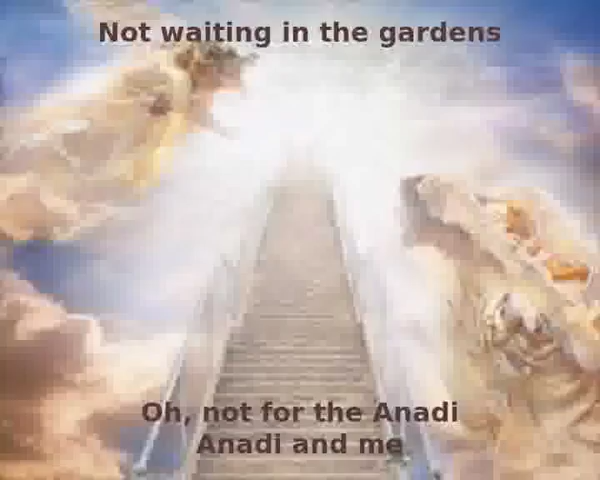 Not waiting in the gardens
Oh, not for the Anadi
Anadi and me